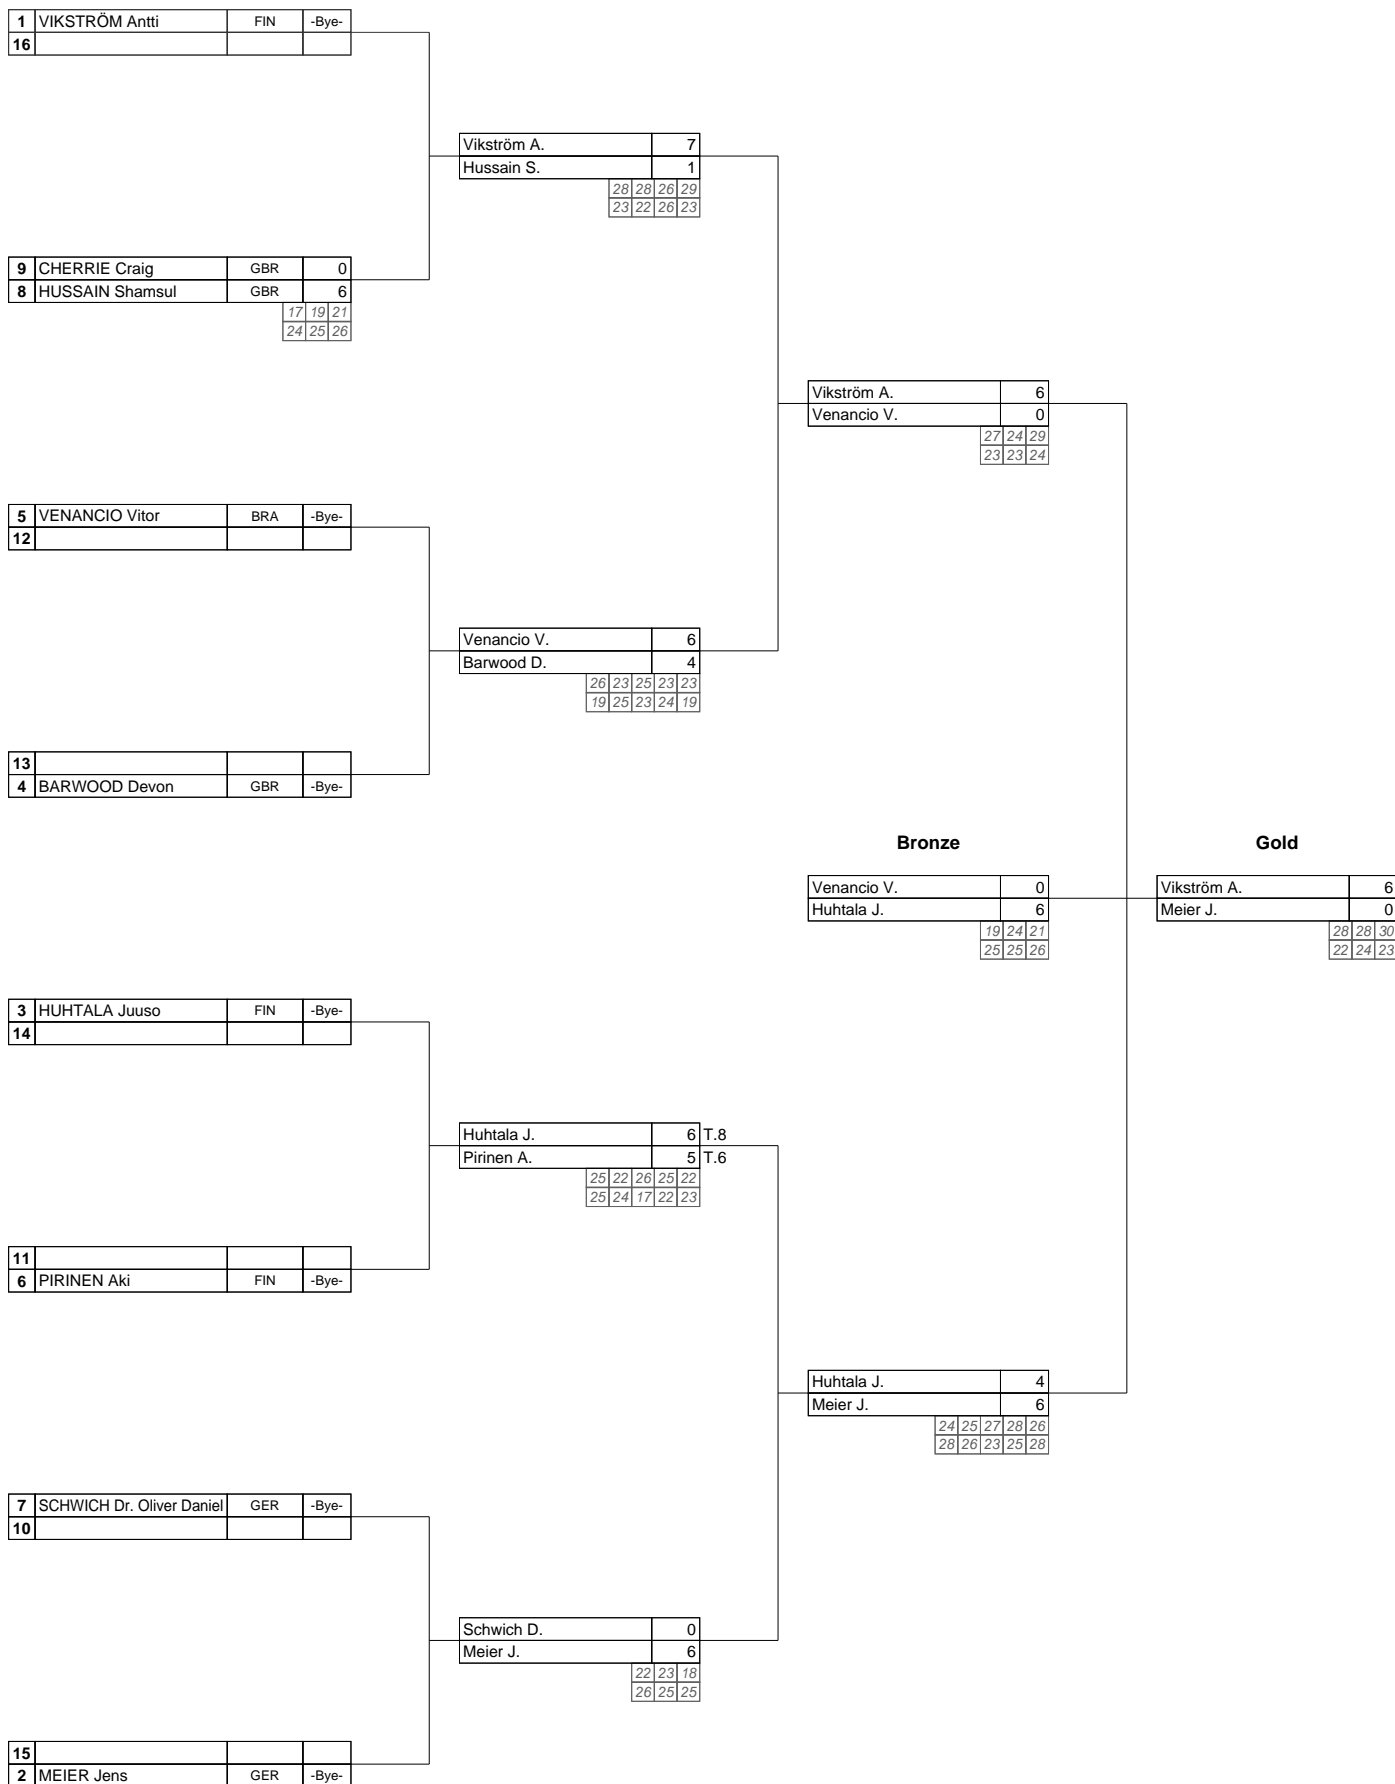 1 VIKSTRÖM Antti FIN -Bye-
16
Vikström A. 7
Hussain S. 1
28 28 26 29
23 22 26 23
9 CHERRIE Craig GBR 0
8 HUSSAIN Shamsul GBR 6
17 19 21
24 25 26
Vikström A. 6
Venancio V. 0
27 24 29
23 23 24
5 VENANCIO Vitor BRA -Bye-
12
Venancio V. 6
Barwood D. 4
26 23 25 23 23
19 25 23 24 19
13
4 BARWOOD Devon GBR -Bye-
Bronze
Venancio V. 0
Huhtala J. 6
19 24 21
25 25 26
Gold
Vikström A. 6
Meier J. 0
28 28 30
22 24 23
3 HUHTALA Juuso FIN -Bye-
14
Huhtala J. 6 T.8
Pirinen A. 5 T.6
25 22 26 25 22
25 24 17 22 23
11
6 PIRINEN Aki FIN -Bye-
Huhtala J. 4
Meier J. 6
24 25 27 28 26
28 26 23 25 28
7 SCHWICH Dr. Oliver Daniel GER -Bye-
10
Schwich D. 0
Meier J. 6
22 23 18
26 25 25
15
2 MEIER Jens GER -Bye-